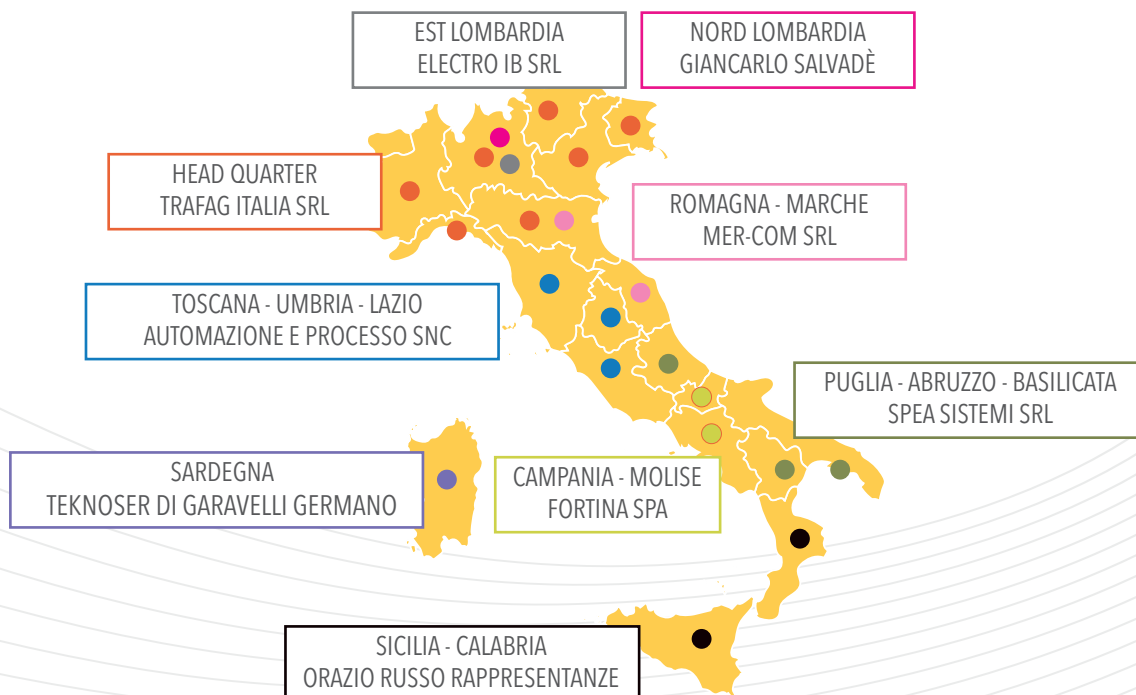 EST LOMBARDIA
ELECTRO IB SRL
NORD LOMBARDIA
GIANCARLO SALVADÈ
HEAD QUARTER
TRAFAG ITALIA SRL
ROMAGNA - MARCHE
MER-COM SRL
TOSCANA - UMBRIA - LAZIO
AUTOMAZIONE E PROCESSO SNC
PUGLIA - ABRUZZO - BASILICATA
SPEA SISTEMI SRL
SARDEGNA
TEKNOSER DI GARAVELLI GERMANO
CAMPANIA - MOLISE
FORTINA SPA
SICILIA - CALABRIA
ORAZIO RUSSO RAPPRESENTANZE